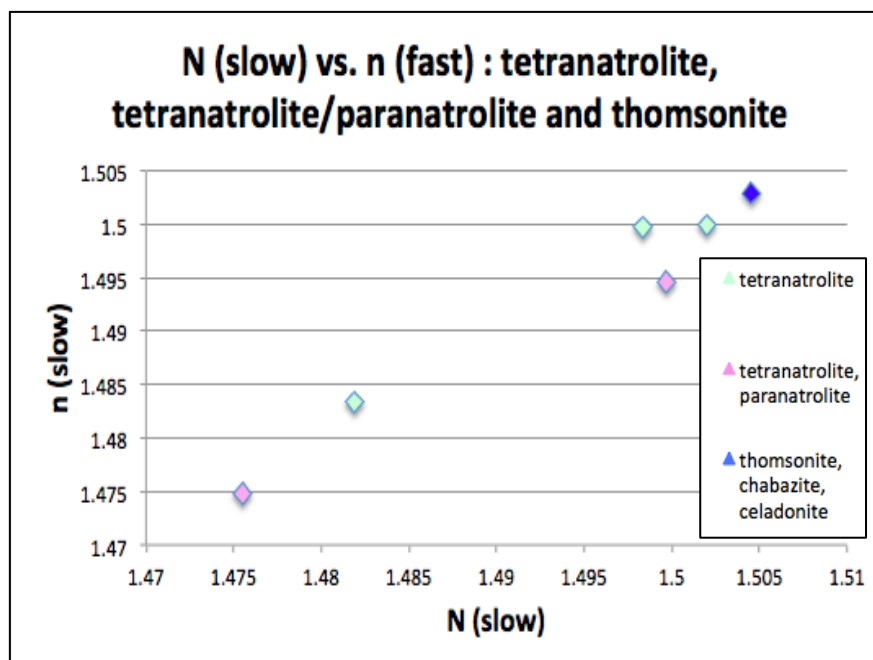 N (slow) vs. n (fast) : tetranatrolite,
tetranatrolite/paranatrolite and thomsonite
1.505
1.5
1.495
1.49
1.485
1.48
1.475
1.47
n (slow)
1.47 1.475 1.48 1.485 1.49 1.495 1.5 1.505 1.51
N (slow)
tetranatrolite
tetranatrolite,
paranatrolite
thomsonite,
chabazite,
celadonite